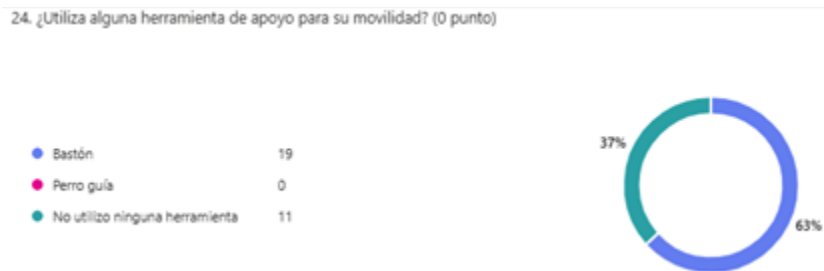 24. ¿Utiliza alguna herramienta de apoyo para su movilidad? (0 punto)
Bastón 19
Perro guía 0
No utilizo ninguna herramienta 11
37%
63%